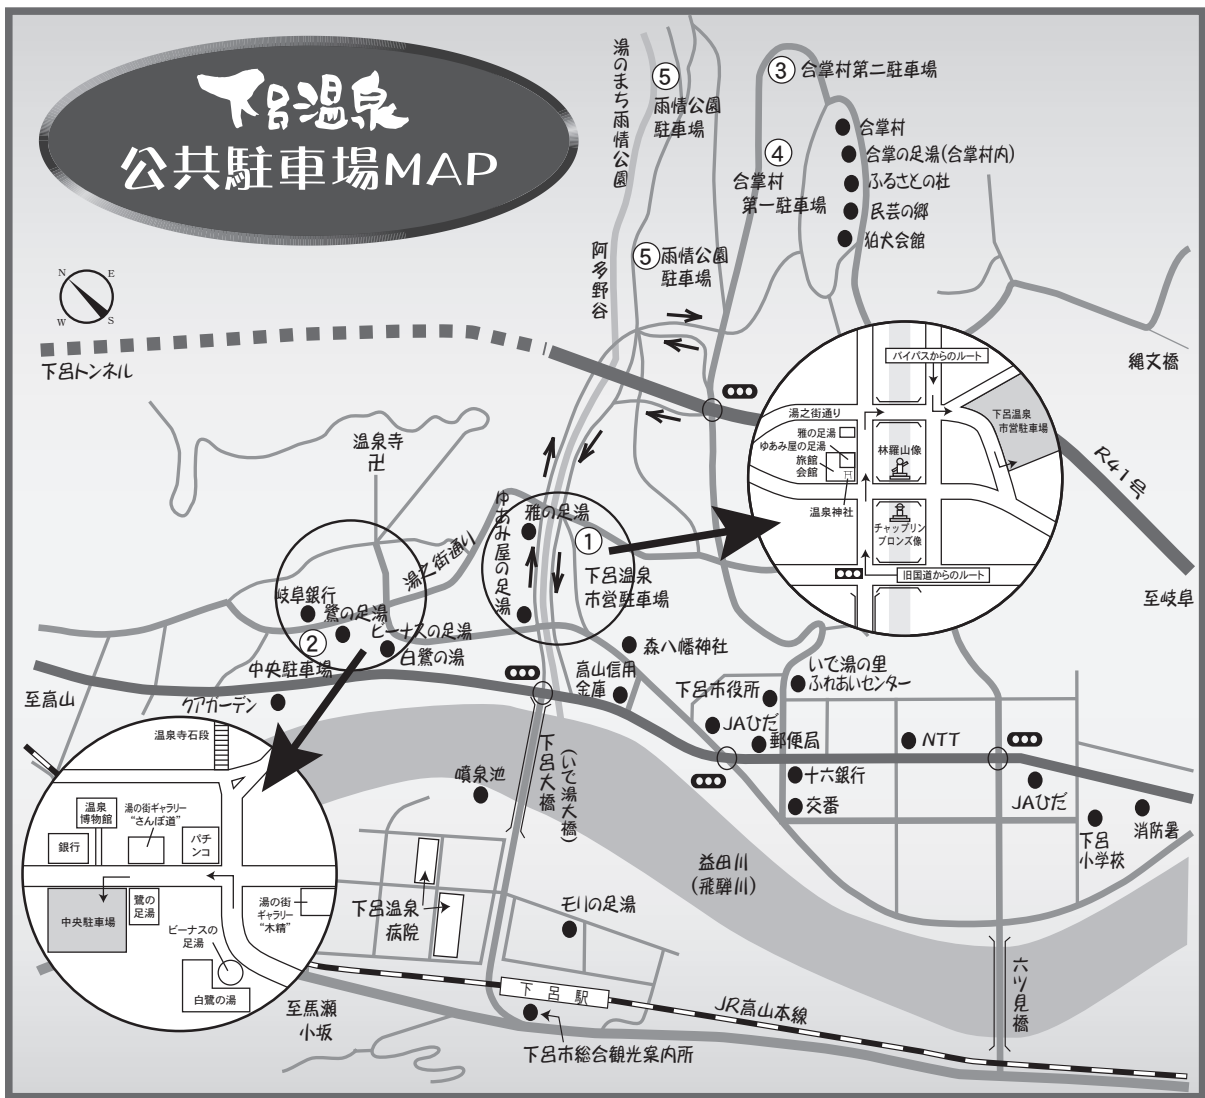 下呂温泉
公共駐車場MAP
湯のまち雨情公園
⑤
雨情公園
駐車場
③合掌村第二駐車場
合掌村
合掌の足湯(合掌村内)
ふるさとの杜
民芸の郷
狛犬会館
④
合掌村
第一駐車場
⑤雨情公園
駐車場
阿多野谷
N
E
W
S
下呂トンネル
縄文橋
R41号
至岐阜
バイパスからのルート
湯之街通り
下呂温泉
市営駐車場
雅の足湯
ゆあみ屋の足湯
旅館
会館
林羅山像
温泉神社
チャップリン
ブロンズ像
旧国道からのルート
温泉寺
卍
湯之街通り
ゆあみ屋の足湯
雅の足湯
①
下呂温泉
市営駐車場
岐阜銀行
鷺の足湯
②
ビーナスの足湯
中央駐車場
白鷺の湯
森八幡神社
高山信用
金庫
至高山
クアガーデン
いで湯の里
ふれあいセンター
下呂市役所
JAひだ
郵便局
NTT
十六銀行
交番
JAひだ
下呂
小学校
消防署
下呂大橋
(いで湯大橋)
噴泉池
益田川
(飛騨川)
温泉寺石段
温泉
博物館
湯の街ギャラリー
“さんぽ道”
銀行
パチ
ンコ
中央駐車場
鷺の
足湯
湯の街
ギャラリー
“木精”
ビーナスの
足湯
白鷺の湯
下呂温泉
病院
モリの足湯
六ツ見橋
至馬瀬
小坂
下呂駅
JR高山本線
下呂市総合観光案内所